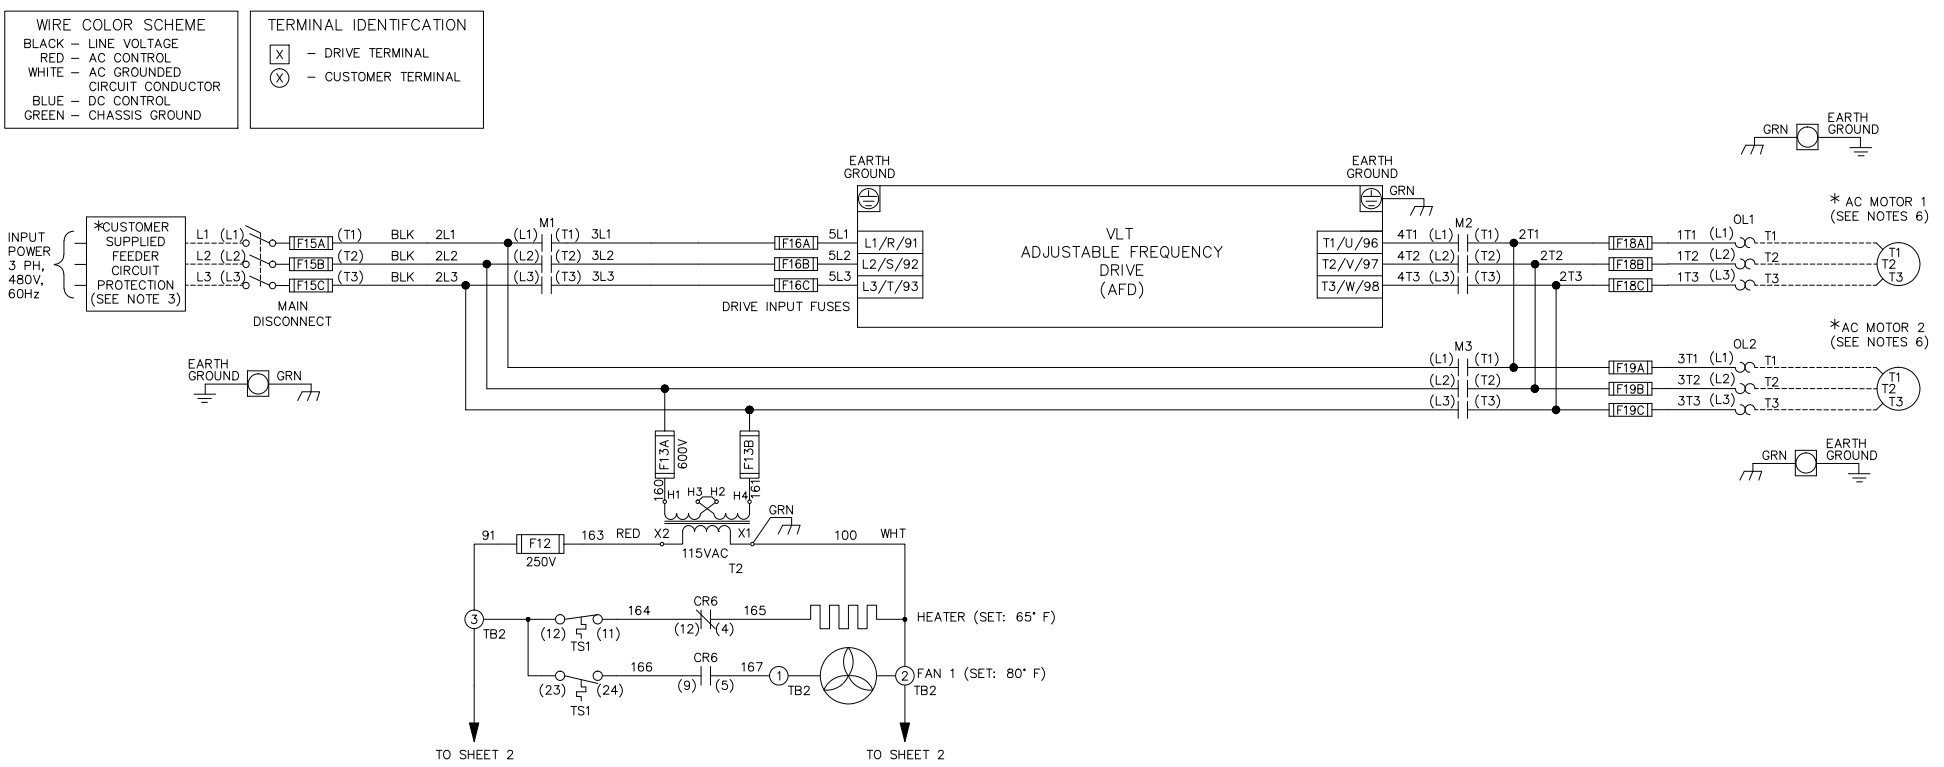 WIRE COLOR SCHEME
BLACK – LINE VOLTAGE
RED – AC CONTROL
WHITE – AC GROUNDED
CIRCUIT CONDUCTOR
BLUE – DC CONTROL
GREEN – CHASSIS GROUND
TERMINAL IDENTIFCATION
X – DRIVE TERMINAL
X – CUSTOMER TERMINAL
INPUT
POWER
3 PH,
480V,
60Hz
*CUSTOMER
SUPPLIED
FEEDER
CIRCUIT
PROTECTION
(SEE NOTE 3)
L1 (L1) F15A (T1) BLK 2L1
L2 (L2) F15B (T2) BLK 2L2
L3 (L3) F15C (T3) BLK 2L3
MAIN
DISCONNECT
M1
(L1) (T1) 3L1 F16A 5L1
(L2) (T2) 3L2 F16B 5L2
(L3) (T3) 3L3 F16C 5L3
DRIVE INPUT FUSES
EARTH
GROUND
L1/R/91
L2/S/92
L3/T/93
VLT
ADJUSTABLE FREQUENCY
DRIVE
(AFD)
EARTH
GROUND
GRN
T1/U/96
T2/V/97
T3/W/98
M2
4T1 (L1) (T1) 2T1 F18A 1T1 (L1) T1
4T2 (L2) (T2) 2T2 F18B 1T2 (L2) T2
4T3 (L3) (T3) 2T3 F18C 1T3 (L3) T3
OL1
GRN
EARTH
GROUND
* AC MOTOR 1
(SEE NOTES 6)
T1
T2
T3
M3
(L1) (T1) F19A 3T1 (L1) T1
(L2) (T2) F19B 3T2 (L2) T2
(L3) (T3) F19C 3T3 (L3) T3
OL2
*AC MOTOR 2
(SEE NOTES 6)
T1
T2
T3
GRN
EARTH
GROUND
EARTH
GROUND
GRN
F13A
600V
F13B
160
161
H1 H3 H2 H4
GRN
91 F12 163 RED X2 X1 100 WHT
250V
115VAC
T2
3
TB2
(12) (11)
TS1
164
CR6
(12) (4)
165
HEATER (SET: 65° F)
(23) (24)
TS1
166
CR6
(9) (5)
167
1
TB2
2
TB2
FAN 1 (SET: 80° F)
TO SHEET 2
TO SHEET 2